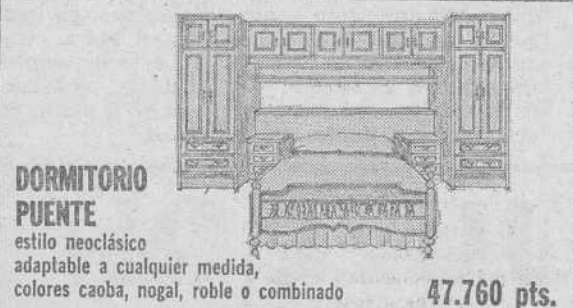 DORMITORIO
PUENTE
estilo neoclásico
adaptable a cualquier medida,
colores caoba, nogal, roble o combinado
47.760 pts.